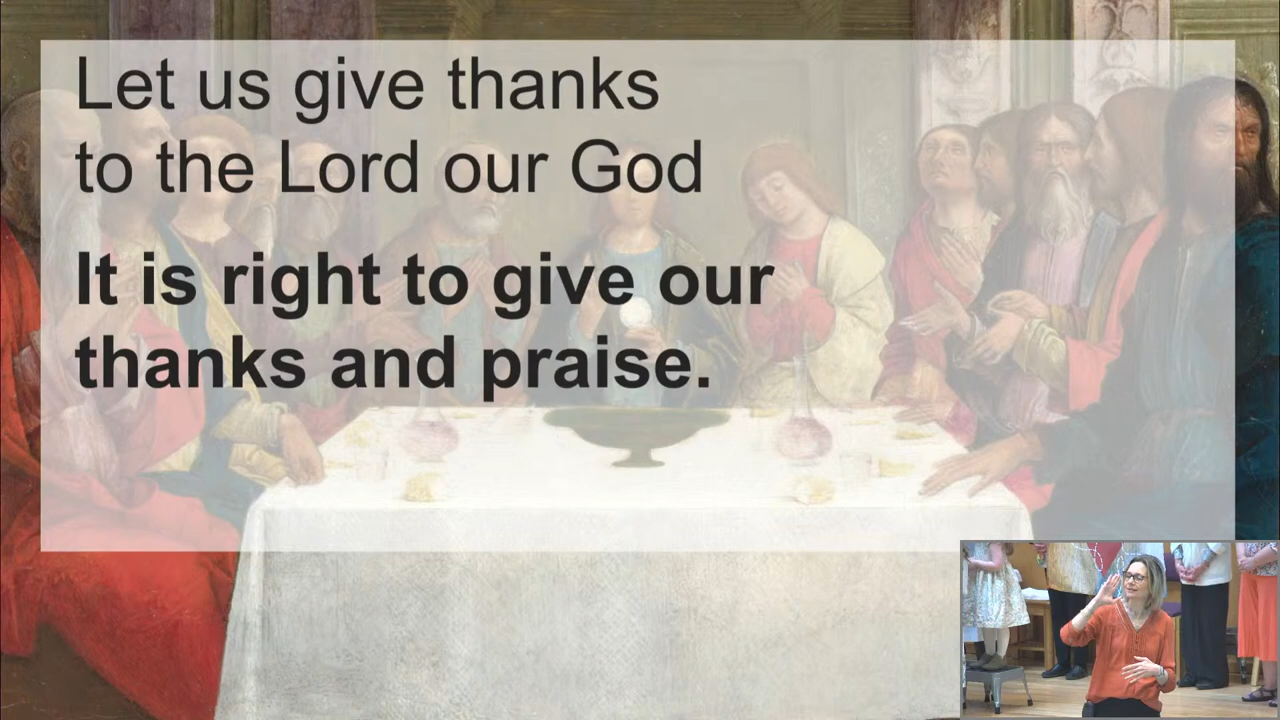 Let us give thanks
to the Lord our God
It is right to give our
thanks and praise.